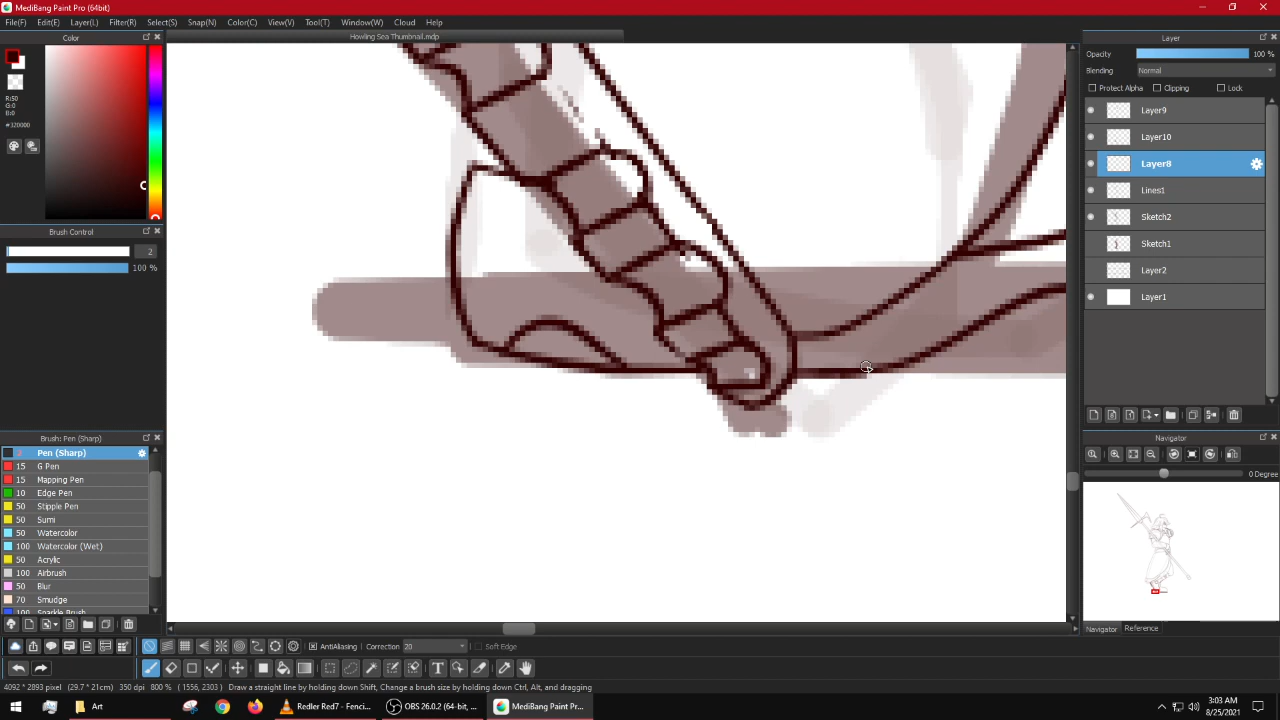 MediBang Paint Pro (64bit)
File(F) Edit(E) Layer(L) Filter(R) Select(S) Snap(N) Color(C) View(V) Tool(T) Window(W) Cloud Help
Color
Howling Sea Thumbnail.mdp
Layer
R:50
G:0
B:0
#320000
Opacity 100 %
Blending Normal
Protect Alpha Clipping Lock
Layer9
Layer10
Layer8
Lines1
Sketch2
Sketch1
Layer2
Layer1
Brush Control
2
100 %
Brush: Pen (Sharp)
Pen (Sharp)
15 G Pen
15 Mapping Pen
10 Edge Pen
50 Stipple Pen
50 Sumi
50 Watercolor
100 Watercolor (Wet)
50 Acrylic
100 Airbrush
50 Blur
70 Smudge
100 Sparkle Brush
Navigator
0 Degree
Navigator Reference
AntiAliasing Correction 20 Soft Edge
4092 * 2893 pixel (29.7 * 21cm) 350 dpi 800 % ( 1556, 2303 ) Draw a straight line by holding down Shift, Change a brush size by holding down Ctrl, Alt, and dragging
Art
Redler Red7 - Fenci...
OBS 26.0.2 (64-bit, ...
MediBang Paint Pro...
3:03 AM
8/25/2021